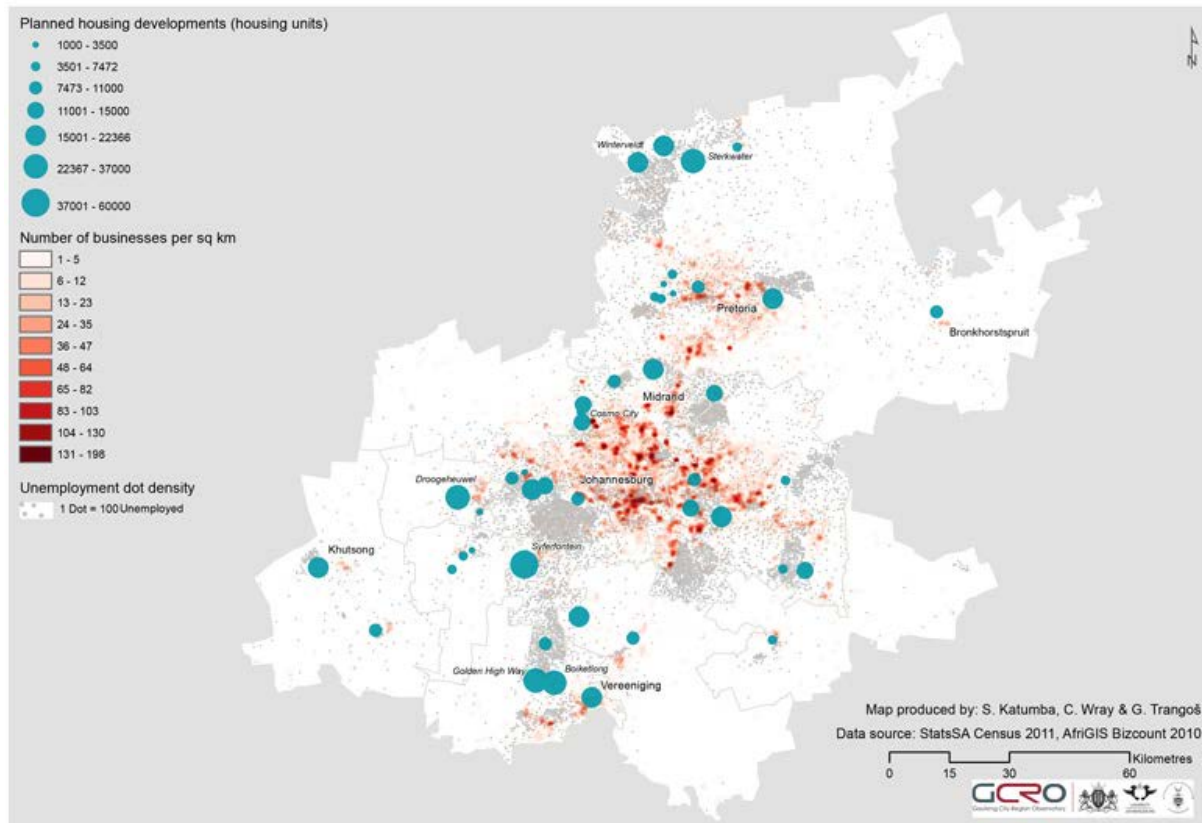 Planned housing developments (housing units)
1000 - 3500
3501 - 7472
7473 - 11000
11001 - 15000
15001 - 22366
22367 - 37000
37001 - 60000
Number of businesses per sq km
1 - 5
6 - 12
13 - 23
24 - 35
36 - 47
48 - 64
65 - 82
83 - 103
104 - 130
131 - 198
Unemployment dot density
1 Dot = 100 Unemployed
N
Winterveldt
Sterkwater
Pretoria
Bronkhorstspruit
Midrand
Cosmo City
Droogeheuwel
Johannesburg
Khutsong
Syferfontein
Golden High Way
Boiketlong
Vereeniging
Map produced by: S. Katumba, C. Wray & G. Trangoš
Data source: StatsSA Census 2011, AfriGIS Bizcount 2010
Kilometres
0 15 30 60
GCRO
Gauteng City-Region Observatory